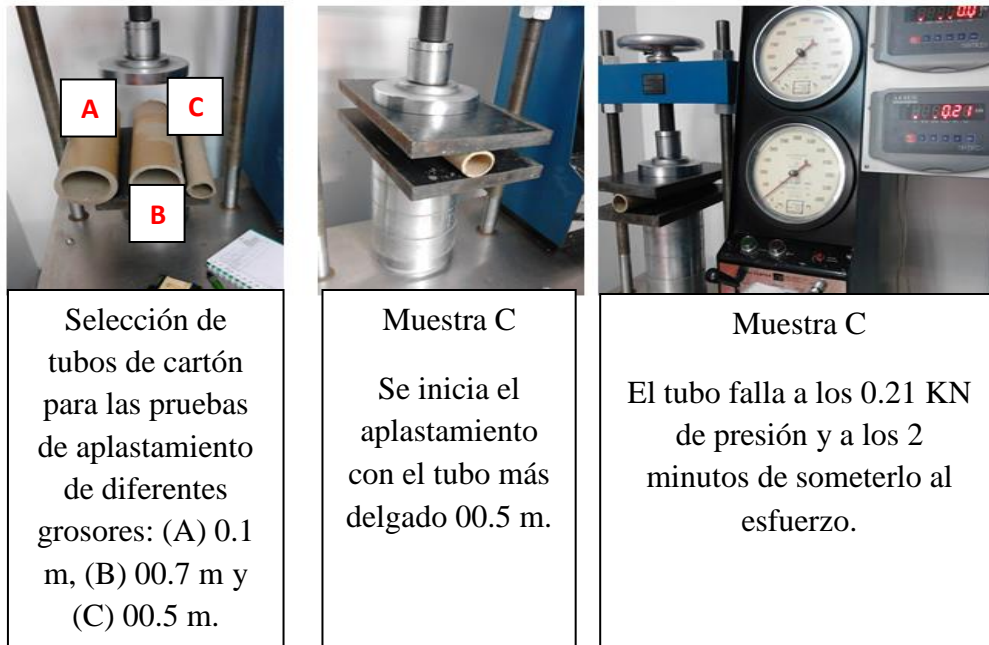 A
C
B
0.21
Selección de
tubos de cartón
para las pruebas
de aplastamiento
de diferentes
grosores: (A) 0.1
m, (B) 00.7 m y
(C) 00.5 m.
Muestra C
Se inicia el
aplastamiento
con el tubo más
delgado 00.5 m.
Muestra C
El tubo falla a los 0.21 KN
de presión y a los 2
minutos de someterlo al
esfuerzo.